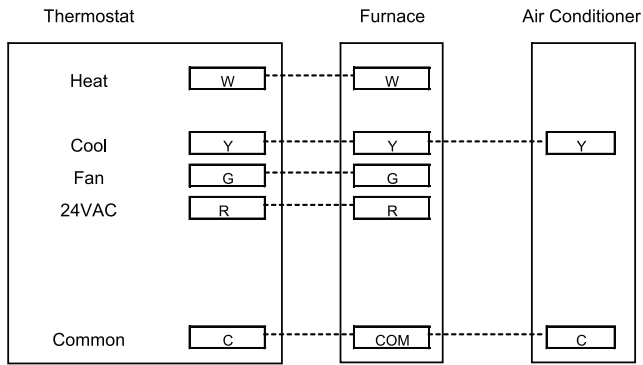 Thermostat Furnace Air Conditioner
Heat W W
Cool Y Y Y
Fan G G
24VAC R R
Common C COM C